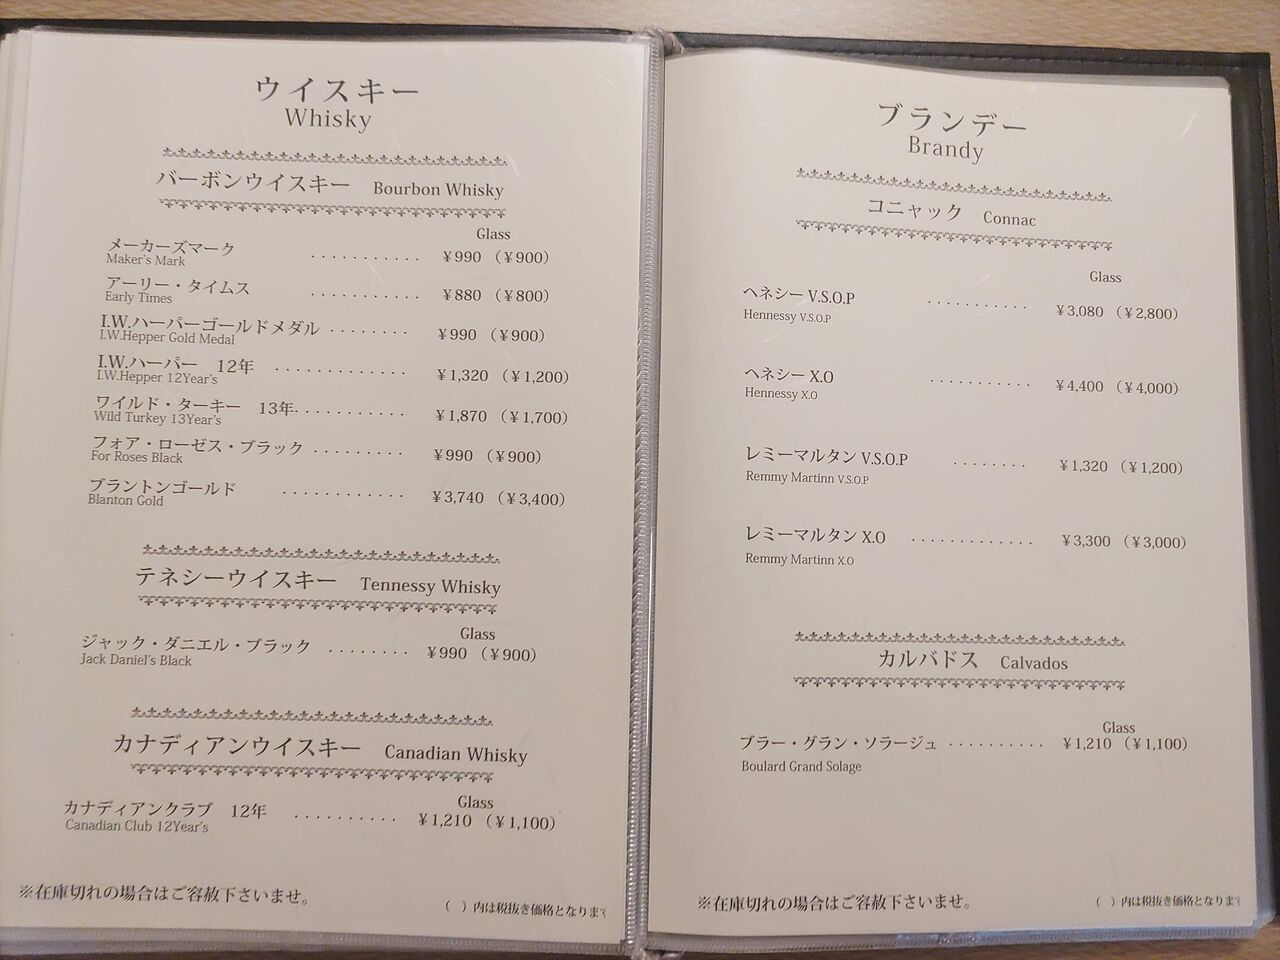 ウイスキー
Whisky
バーボンウイスキー Bourbon Whisky
Glass
メーカーズマーク ........... ¥990 (¥900)
Maker's Mark
アーリー・タイムス ........... ¥880 (¥800)
Early Times
I.W.ハーパーゴールドメダル ........ ¥990 (¥900)
I.W.Hepper Gold Medal
I.W.ハーパー 12年 ............. ¥1,320 (¥1,200)
I.W.Hepper 12Year's
ワイルド・ターキー 13年........... ¥1,870 (¥1,700)
Wild Turkey 13Year's
フォア・ローゼス・ブラック ......... ¥990 (¥900)
For Roses Black
ブラントンゴールド ............ ¥3,740 (¥3,400)
Blanton Gold
テネシーウイスキー Tennessy Whisky
Glass
ジャック・ダニエル・ブラック ........ ¥990 (¥900)
Jack Daniel's Black
カナディアンウイスキー Canadian Whisky
Glass
カナディアンクラブ 12年 .......... ¥1,210 (¥1,100)
Canadian Club 12Year's
※在庫切れの場合はご容赦下さいませ。
( )内は税抜き価格となります
ブランデー
Brandy
コニャック Connac
Glass
ヘネシー V.S.O.P ........... ¥3,080 (¥2,800)
Hennessy V.S.O.P
ヘネシー X.O ........... ¥4,400 (¥4,000)
Hennessy X.O
レミーマルタン V.S.O.P ........ ¥1,320 (¥1,200)
Remmy Martinn V.S.O.P
レミーマルタン X.O ............. ¥3,300 (¥3,000)
Remmy Martinn X.O
カルバドス Calvados
Glass
ブラー・グラン・ソラージュ .......... ¥1,210 (¥1,100)
Boulard Grand Solage
※在庫切れの場合はご容赦下さいませ。
( )内は税抜き価格となります